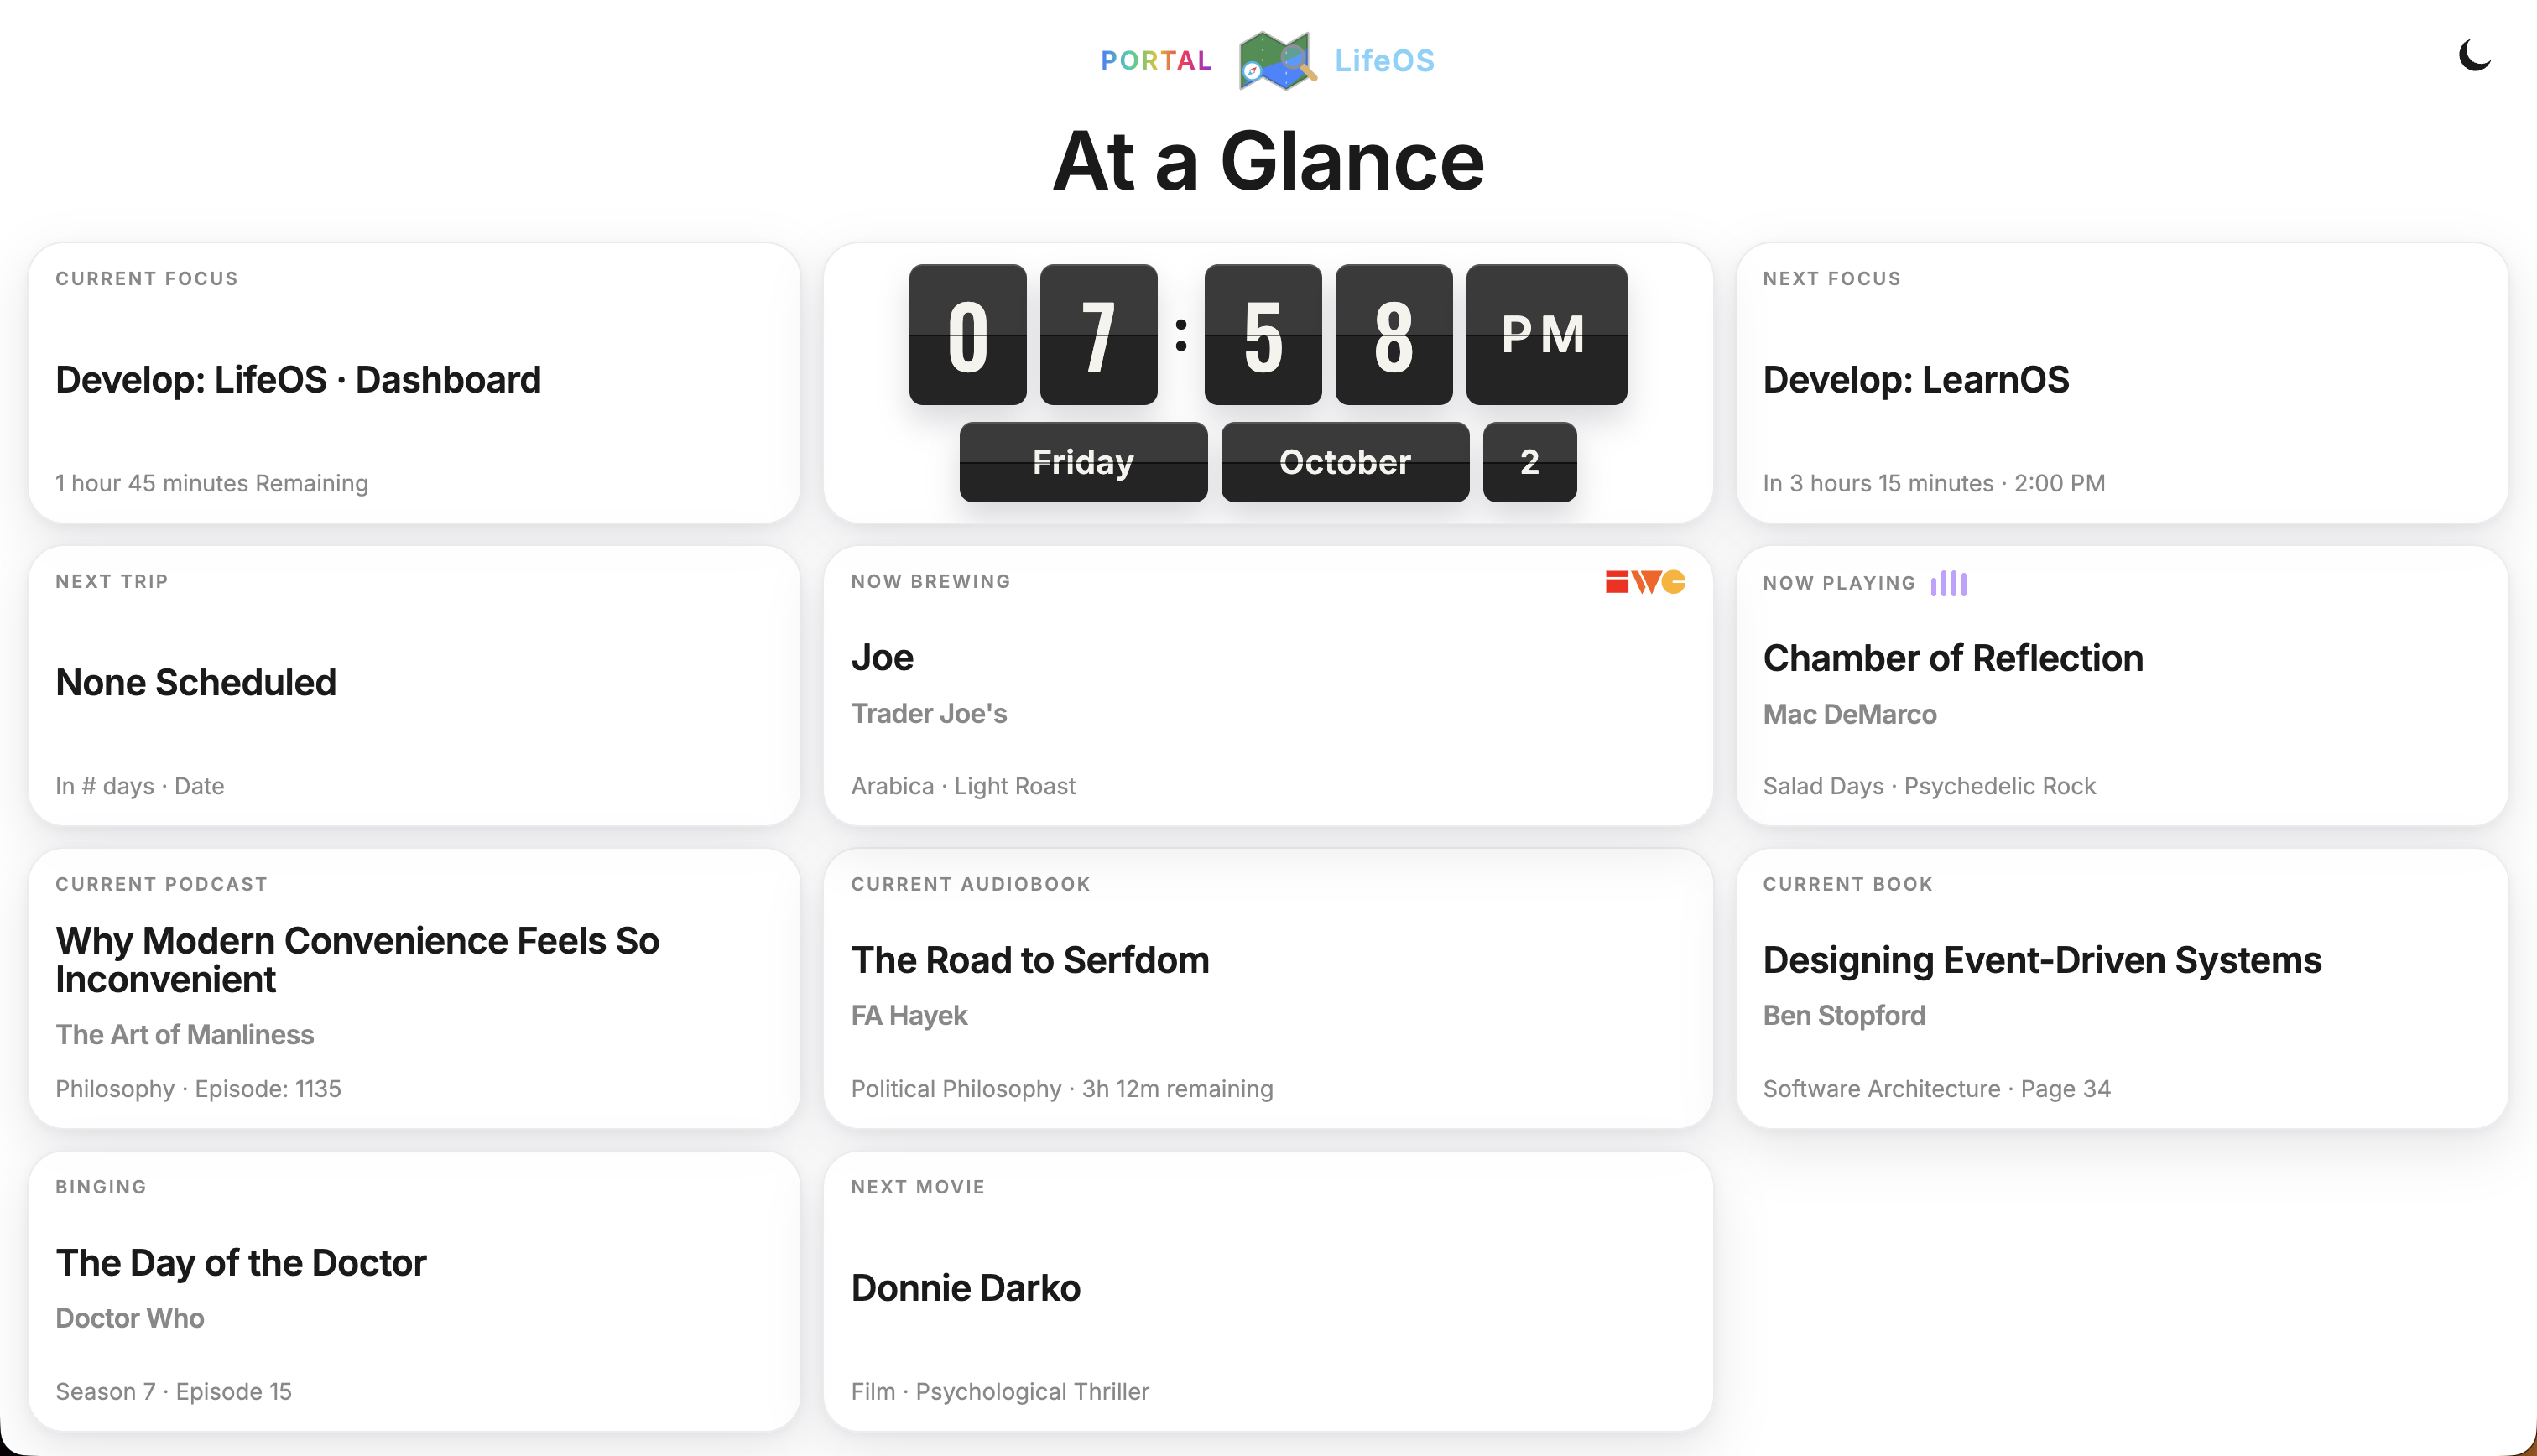 PORTAL LifeOS
At a Glance
CURRENT FOCUS
Develop: LifeOS · Dashboard
1 hour 45 minutes Remaining
07:58 PM
Friday October 2
NEXT FOCUS
Develop: LearnOS
In 3 hours 15 minutes · 2:00 PM
NEXT TRIP
None Scheduled
In # days · Date
NOW BREWING
Joe
Trader Joe's
Arabica · Light Roast
NOW PLAYING
Chamber of Reflection
Mac DeMarco
Salad Days · Psychedelic Rock
CURRENT PODCAST
Why Modern Convenience Feels So
Inconvenient
The Art of Manliness
Philosophy · Episode: 1135
CURRENT AUDIOBOOK
The Road to Serfdom
FA Hayek
Political Philosophy · 3h 12m remaining
CURRENT BOOK
Designing Event-Driven Systems
Ben Stopford
Software Architecture · Page 34
BINGING
The Day of the Doctor
Doctor Who
Season 7 · Episode 15
NEXT MOVIE
Donnie Darko
Film · Psychological Thriller